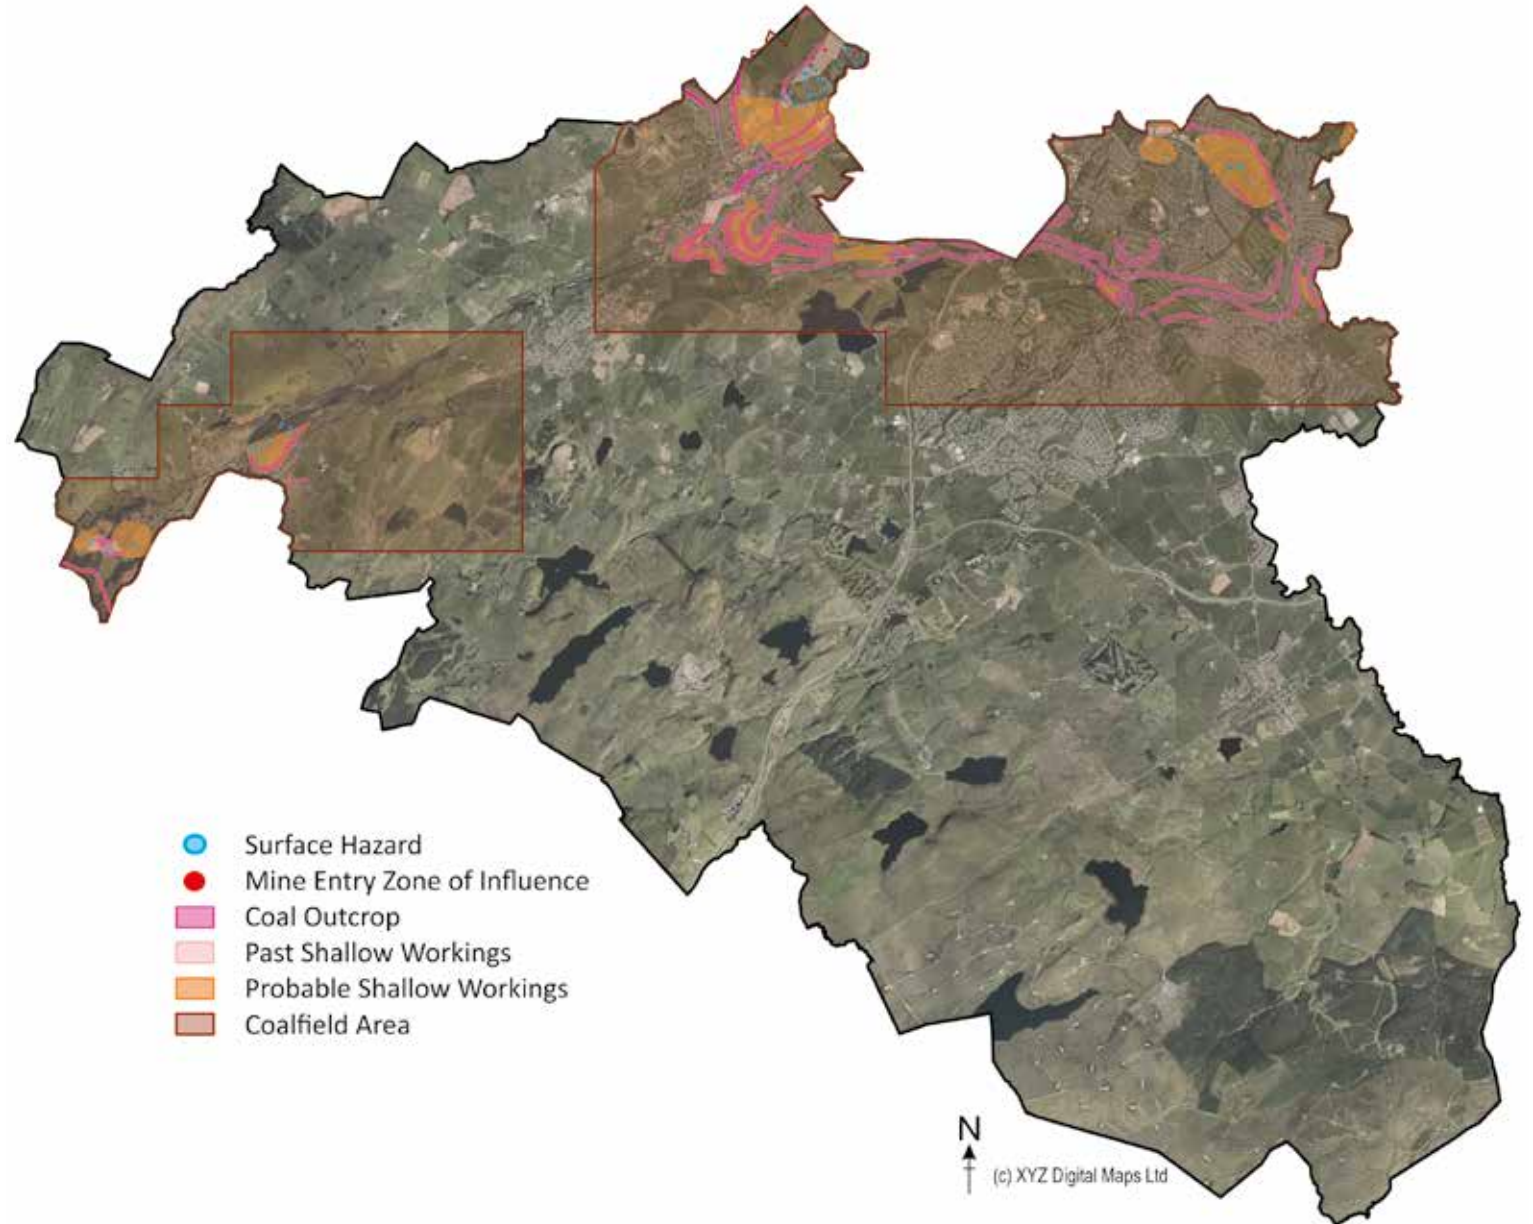 Surface Hazard
Mine Entry Zone of Influence
Coal Outcrop
Past Shallow Workings
Probable Shallow Workings
Coalfield Area
N
(c) XYZ Digital Maps Ltd